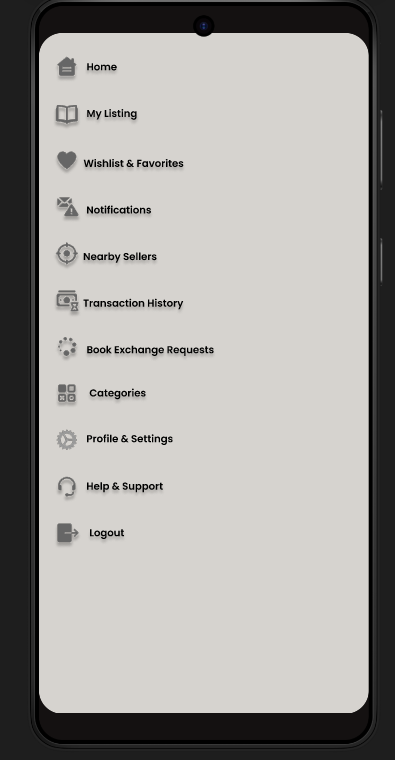 Home
My Listing
Wishlist & Favorites
Notifications
Nearby Sellers
Transaction History
Book Exchange Requests
Categories
Profile & Settings
Help & Support
Logout